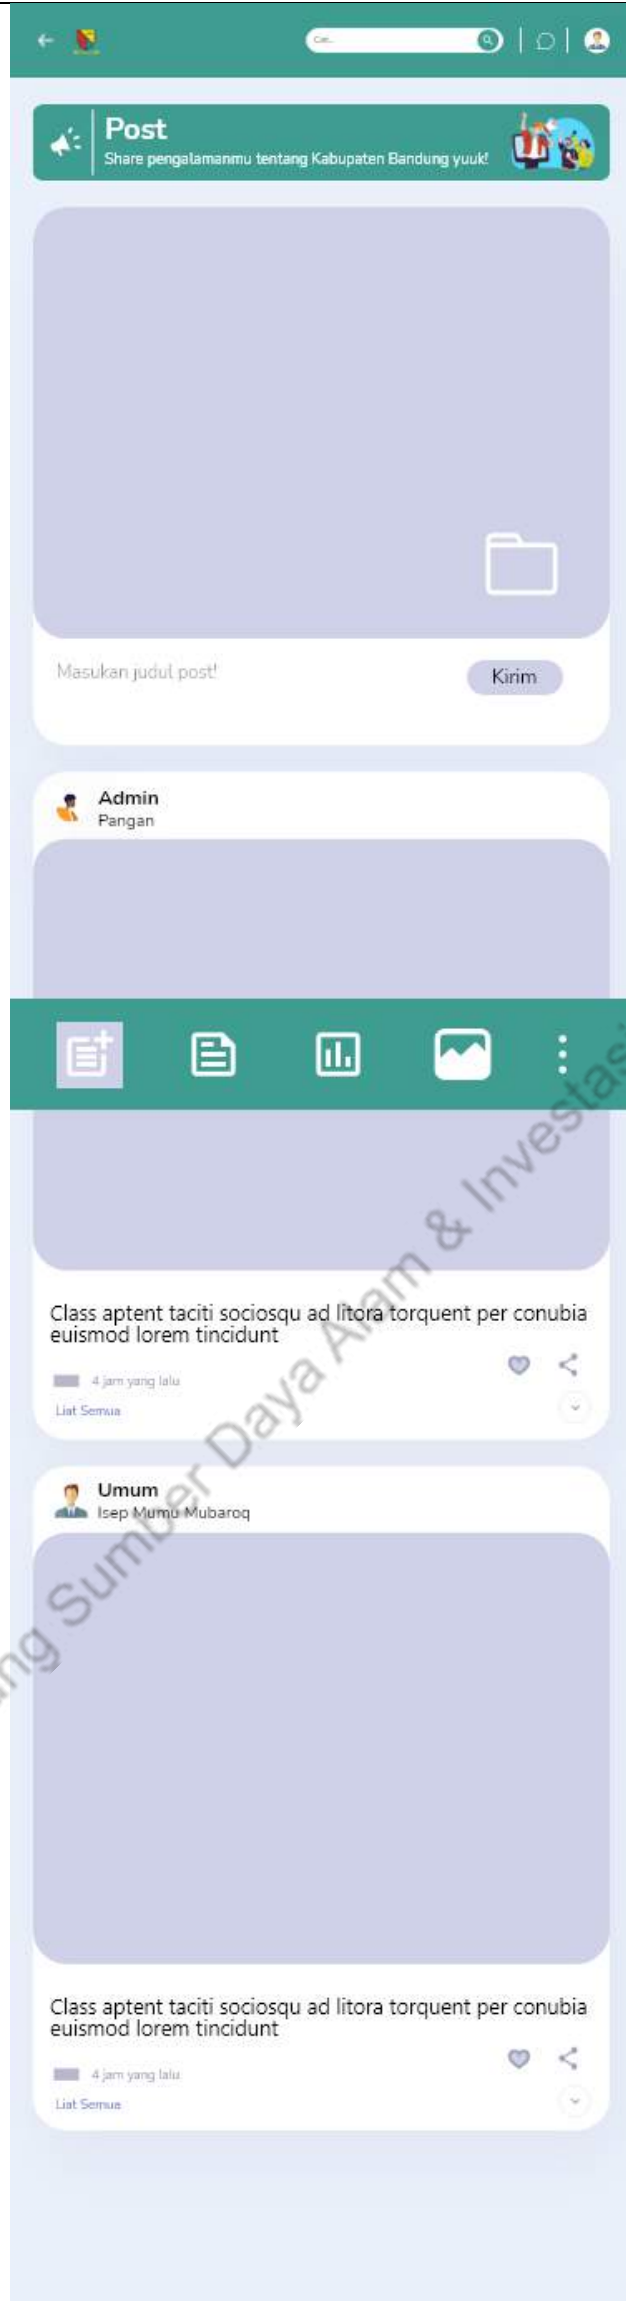 Cari..
Post
Share pengalamanmu tentang Kabupaten Bandung yuuk!
Masukan judul post!
Kirim
Admin
Pangan
Class aptent taciti sociosqu ad litora torquent per conubia
euismod lorem tincidunt
4 jam yang lalu
Liat Semua
Umum
Isep Mumu Mubaroq
Class aptent taciti sociosqu ad litora torquent per conubia
euismod lorem tincidunt
4 jam yang lalu
Liat Semua
ng Sumber Daya Alam & Investasi